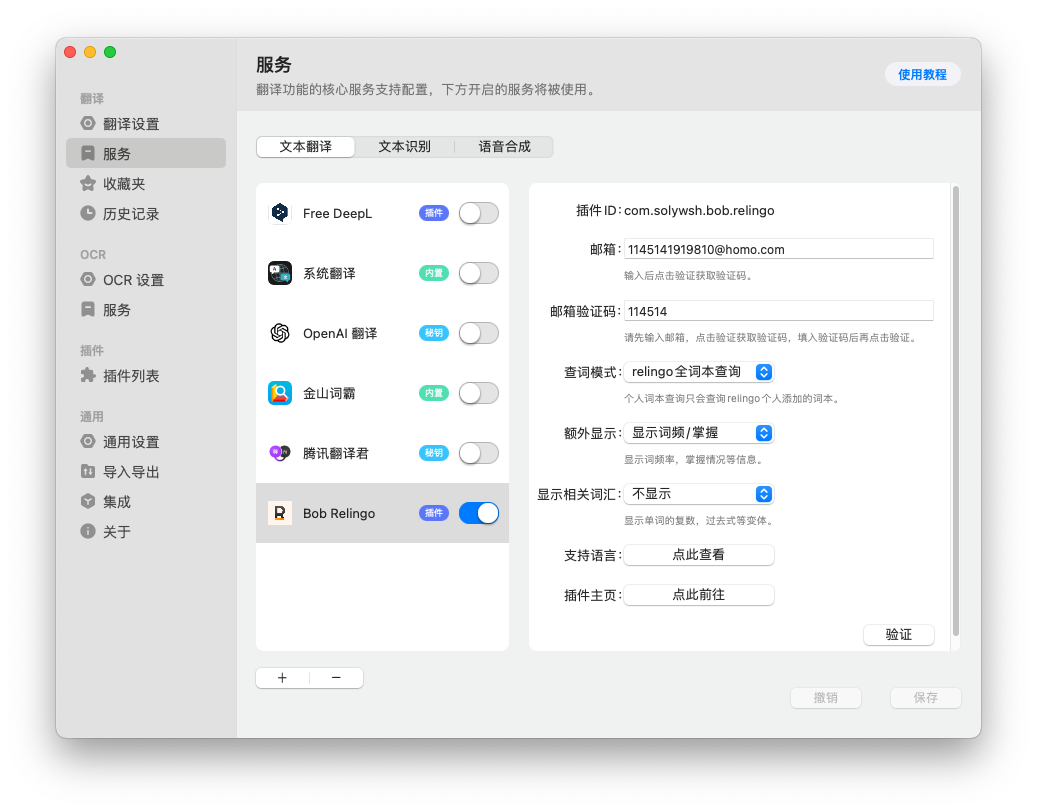 翻译
翻译设置
服务
收藏夹
历史记录
OCR
OCR 设置
服务
插件
插件列表
通用
通用设置
导入导出
集成
关于
服务
翻译功能的核心服务支持配置，下方开启的服务将被使用。
使用教程
文本翻译 文本识别 语音合成
Free DeepL 插件
系统翻译 内置
OpenAI 翻译 秘钥
金山词霸 内置
腾讯翻译君 秘钥
Bob Relingo 插件
+ −
插件 ID: com.solywsh.bob.relingo
邮箱: 1145141919810@homo.com
输入后点击验证获取验证码。
邮箱验证码: 114514
请先输入邮箱，点击验证获取验证码，填入验证码后再点击验证。
查词模式: relingo全词本查询
个人词本查询只会查询relingo个人添加的词本。
额外显示: 显示词频/掌握
显示词频率，掌握情况等信息。
显示相关词汇: 不显示
显示单词的复数，过去式等变体。
支持语言: 点此查看
插件主页: 点此前往
验证
撤销 保存